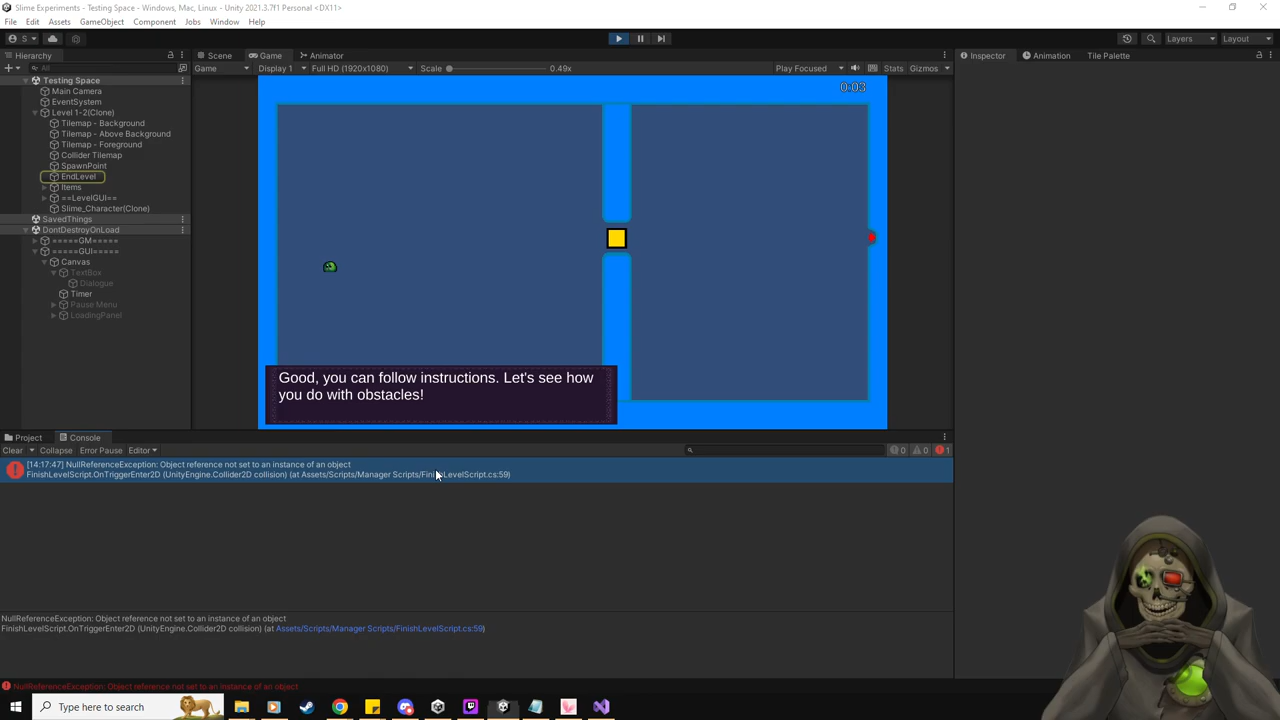 Slime Experiments - Testing Space - Windows, Mac, Linux - Unity 2021.3.7f1 Personal <DX11>
File Edit Assets GameObject Component Jobs Window Help
S Layers Layout
Hierarchy Scene Game Animator Inspector Animation Tile Palette
All Game Display 1 Full HD (1920x1080) Scale 0.49x Play Focused Stats Gizmos
Testing Space
Main Camera
EventSystem
Level 1-2(Clone)
Tilemap - Background
Tilemap - Above Background
Tilemap - Foreground
Collider Tilemap
SpawnPoint
EndLevel
Items
==LevelGUI==
Slime_Character(Clone)
SavedThings
DontDestroyOnLoad
=====GM=====
=====GUI=====
Canvas
TextBox
Dialogue
Timer
Pause Menu
LoadingPanel
0:03
Good, you can follow instructions. Let's see how
you do with obstacles!
Project Console
Clear Collapse Error Pause Editor 0 0 1
[14:17:47] NullReferenceException: Object reference not set to an instance of an object
FinishLevelScript.OnTriggerEnter2D (UnityEngine.Collider2D collision) (at Assets/Scripts/Manager Scripts/FinishLevelScript.cs:59)
NullReferenceException: Object reference not set to an instance of an object
FinishLevelScript.OnTriggerEnter2D (UnityEngine.Collider2D collision) (at Assets/Scripts/Manager Scripts/FinishLevelScript.cs:59)
NullReferenceException: Object reference not set to an instance of an object
Type here to search